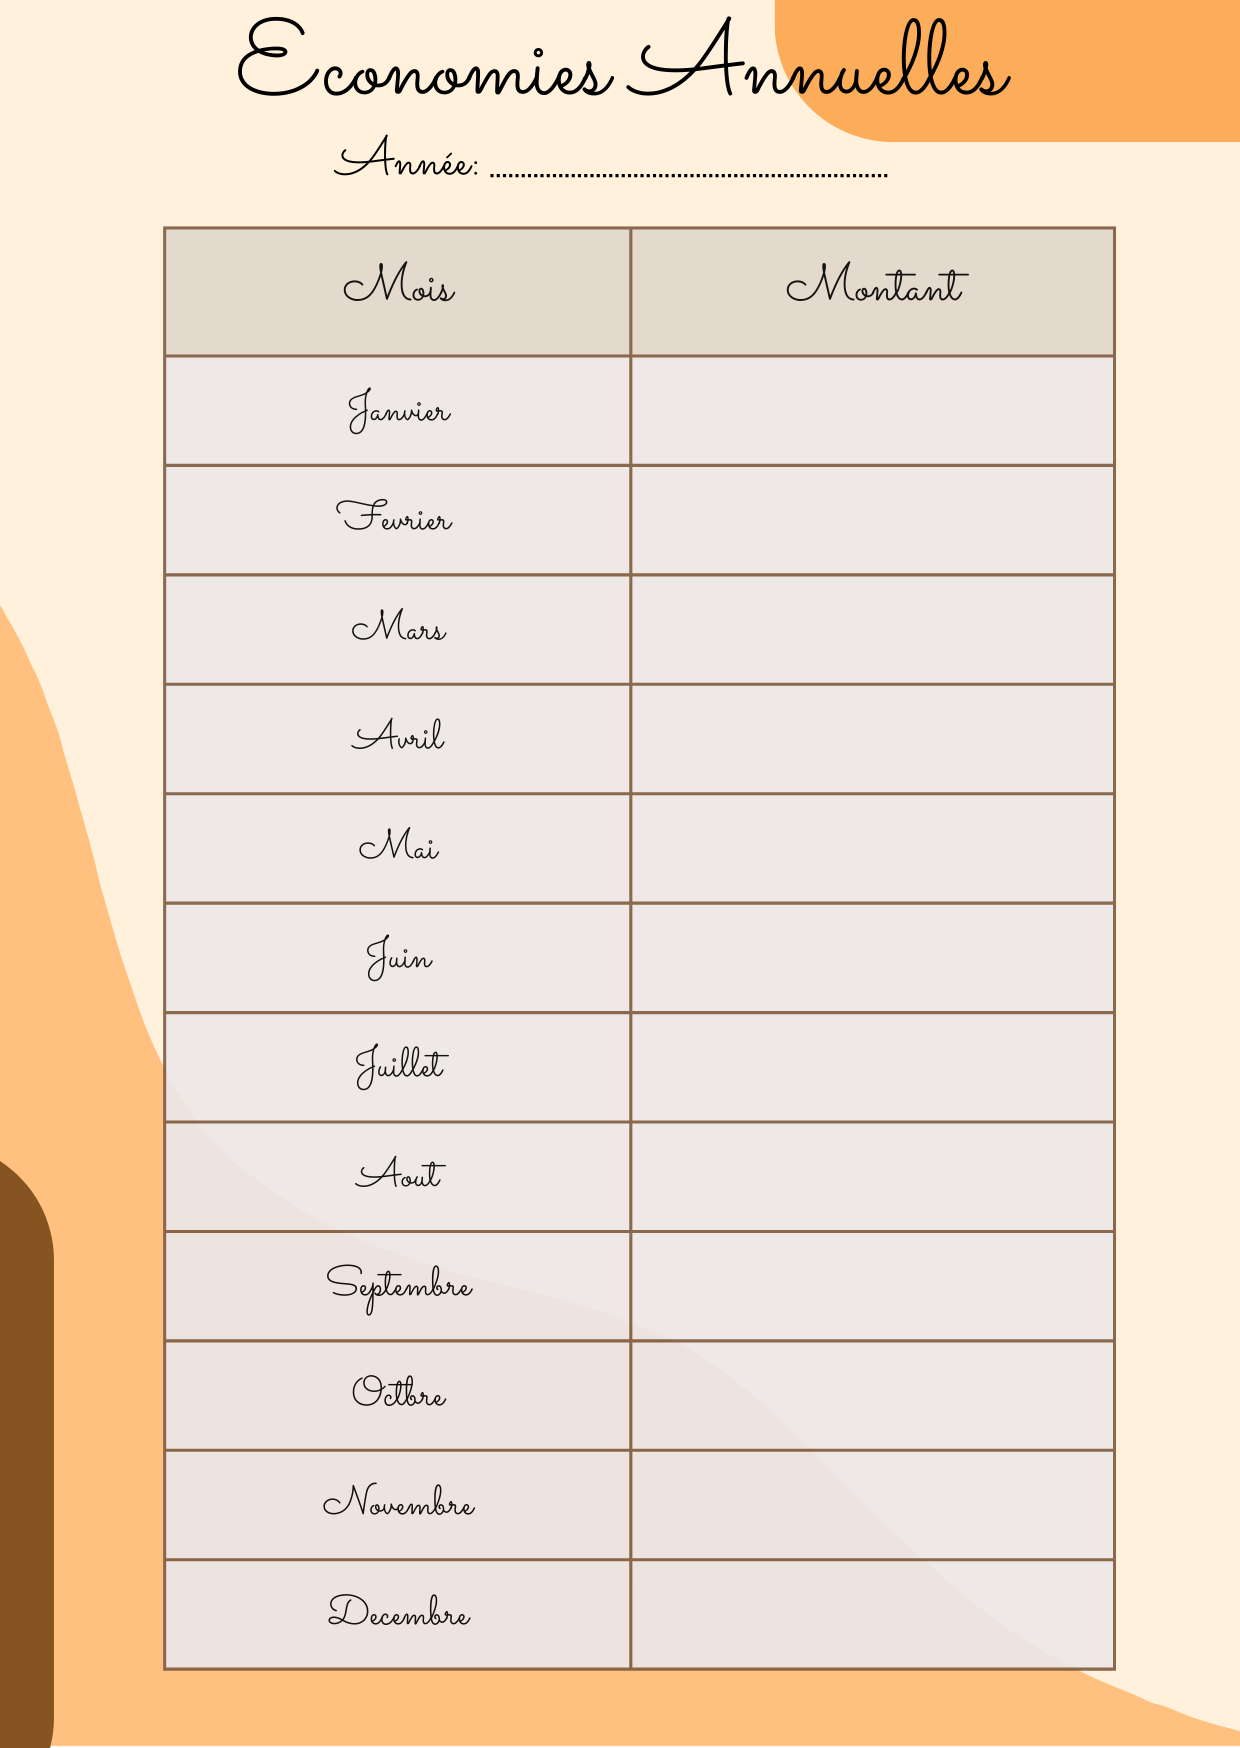 Economies Annuelles
Année: ................................................................
Mois Montant
Janvier
Fevrier
Mars
Avril
Mai
Juin
Juillet
Aout
Septembre
Octbre
Novembre
Decembre